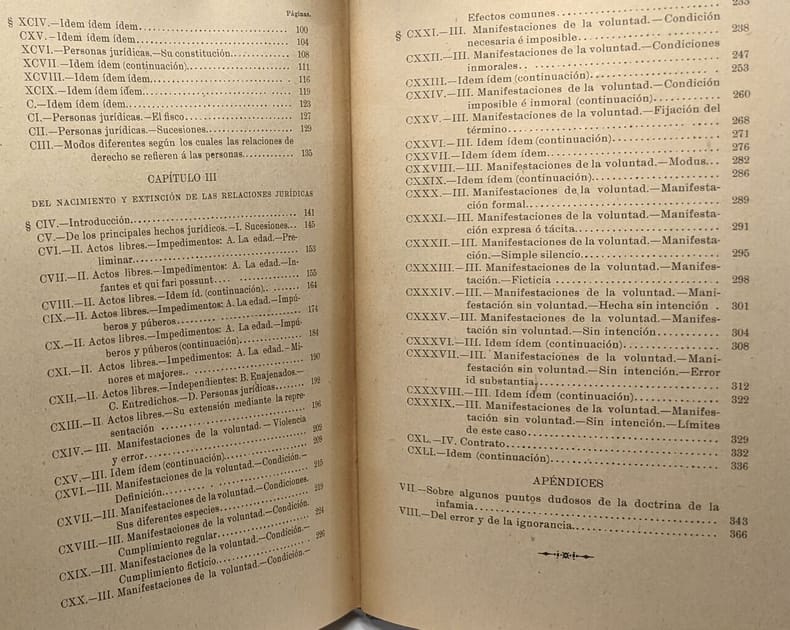 Páginas.
§ XCIV.—Idem ídem ídem........ 100
CXV.—Idem ídem ídem........ 104
XCVI.—Personas jurídicas.—Su constitución........ 108
XCVII.—Idem ídem (continuación)........ 111
XCVIII.—Idem ídem ídem........ 116
XCIX.—Idem ídem ídem........ 119
C.—Idem ídem ídem........ 123
CI.—Personas jurídicas.—El fisco........ 127
CII.—Personas jurídicas.—Sucesiones........ 129
CIII.—Modos diferentes según los cuales las relaciones de
derecho se refieren á las personas........ 135
CAPÍTULO III
DEL NACIMIENTO Y EXTINCIÓN DE LAS RELACIONES JURÍDICAS
§ CIV.—Introducción........ 141
CV.—De los principales hechos jurídicos.—I. Sucesiones... 145
CVI.—II. Actos libres.—Impedimentos: A. La edad.—Pre-
liminar........ 153
CVII.—II. Actos libres.—Impedimentos: A. La edad.—In-
fantes et qui fari possunt........ 155
CVIII.—II. Actos libres.—Idem íd. (continuación).. 164
CIX.—II. Actos libres.—Impedimentos: A. La edad.—Impú-
beros y púberos........ 174
CX.—II. Actos libres.—Impedimentos: A. La edad.—Impú-
beros y púberos (continuación)........ 184
CXI.—II. Actos libres.—Impedimentos: A. La edad.—Mi-
nores et majores........ 190
CXII.—II. Actos libres.—Independientes: B. Enajenados.—
C. Entredichos.—D. Personas jurídicas........ 192
CXIII.—II. Actos libres.—Su extensión mediante la repre-
sentación........ 196
CXIV.—III. Manifestaciones de la voluntad.—Violencia
y error........ 202
CXV.—III. Idem ídem (continuación)........ 208
CXVI.—III. Manifestaciones de la voluntad.—Condición.—
Definición........ 215
CXVII.—III. Manifestaciones de la voluntad.—Condiciones.
Sus diferentes especies........ 219
CXVIII.—III. Manifestaciones de la voluntad.—Condición.
Cumplimiento regular........ 224
CXIX.—III. Manifestaciones de la voluntad.—Condición.—
Cumplimiento ficticio........ 226
CXX.—III. Manifestaciones de la voluntad.—Condición.—
Efectos comunes........ 233
§ CXXI.—III. Manifestaciones de la voluntad.—Condición
necesaria é imposible........ 238
CXXII.—III. Manifestaciones de la voluntad.—Condiciones
inmorales........ 247
CXXIII.—Idem ídem (continuación)........ 253
CXXIV.—III. Manifestaciones de la voluntad.—Condición
imposible é inmoral (continuación)........ 260
CXXV.—III. Manifestaciones de la voluntad.—Fijación del
término........ 268
CXXVI.—III. Idem ídem (continuación)........ 271
CXXVII.—Idem ídem ídem........ 276
CXXVIII.—III. Manifestaciones de la voluntad.—Modus... 282
CXXIX.—Idem ídem (continuación)........ 286
CXXX.—III. Manifestaciones de la voluntad.—Manifesta-
ción formal........ 289
CXXXI.—III. Manifestaciones de la voluntad.—Manifesta-
ción expresa ó tácita........ 291
CXXXII.—III. Manifestaciones de la voluntad.—Manifesta-
ción.—Simple silencio........ 295
CXXXIII.—III. Manifestaciones de la voluntad.—Manifes-
tación.—Ficticia........ 298
CXXXIV.—III.—Manifestaciones de la voluntad.—Mani-
festación sin voluntad.—Hecha sin intención . 301
CXXXV.—III. Manifestaciones de la voluntad.—Manifes-
tación sin voluntad.—Sin intención........ 304
CXXXVI.—III. Idem ídem (continuación)........ 308
CXXXVII.—III. Manifestaciones de la voluntad.—Mani-
festación sin voluntad.—Sin intención.—Error
id substantia........ 312
CXXXVIII.—III. Idem ídem (continuación)........ 322
CXXXIX.—III. Manifestaciones de la voluntad.—Manifes-
tación sin voluntad.—Sin intención.—Límites
de este caso........ 329
CXL.—IV. Contrato........ 332
CXLI.—Idem (continuación)........ 336
APÉNDICES
VII.—Sobre algunos puntos dudosos de la doctrina de la
infamia........ 343
VIII.—Del error y de la ignorancia........ 366